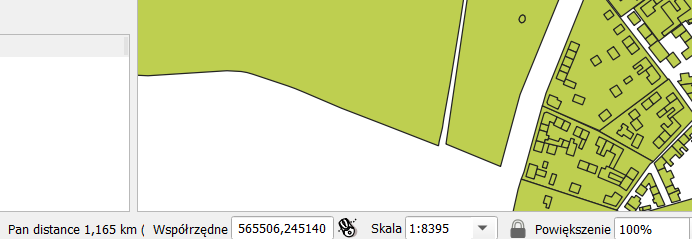 Pan distance 1,165 km ( Współrzędne 565506,245140 Skala 1:8395 Powiększenie 100%